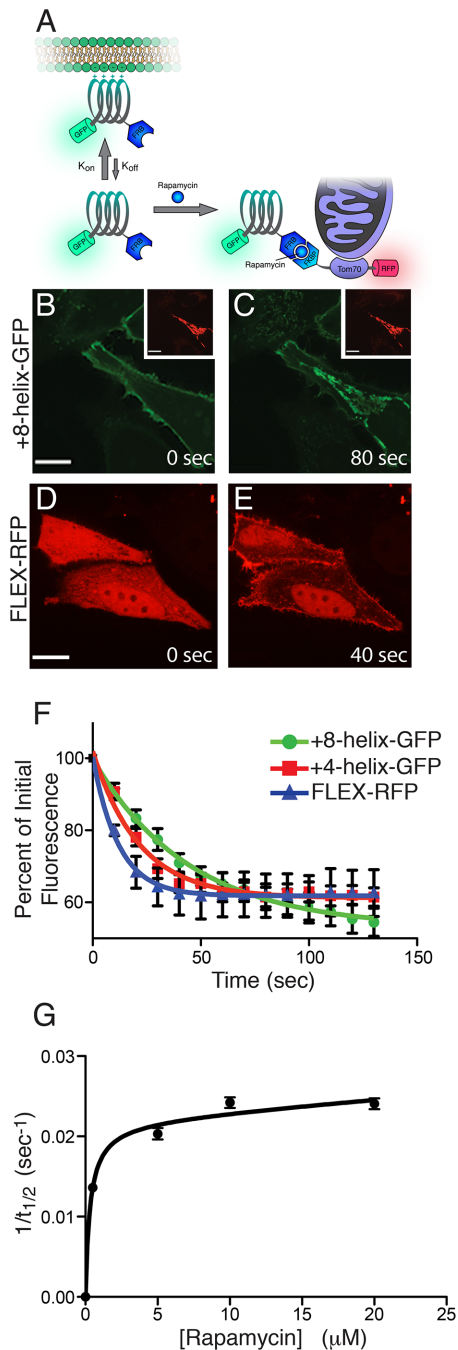 A
GFP
FRB
Kon
Koff
Rapamycin
GFP
FRB
GFP
FRB
FKBP
Rapamycin
Tom70
RFP
B
C
+8-helix-GFP
0 sec
80 sec
D
E
FLEX-RFP
0 sec
40 sec
F
+8-helix-GFP
+4-helix-GFP
FLEX-RFP
Percent of Initial
Fluorescence
100
80
60
0
50
100
150
Time (sec)
G
1/t1/2 (sec-1)
0.03
0.02
0.01
0.00
0
5
10
15
20
25
[Rapamycin] (μM)